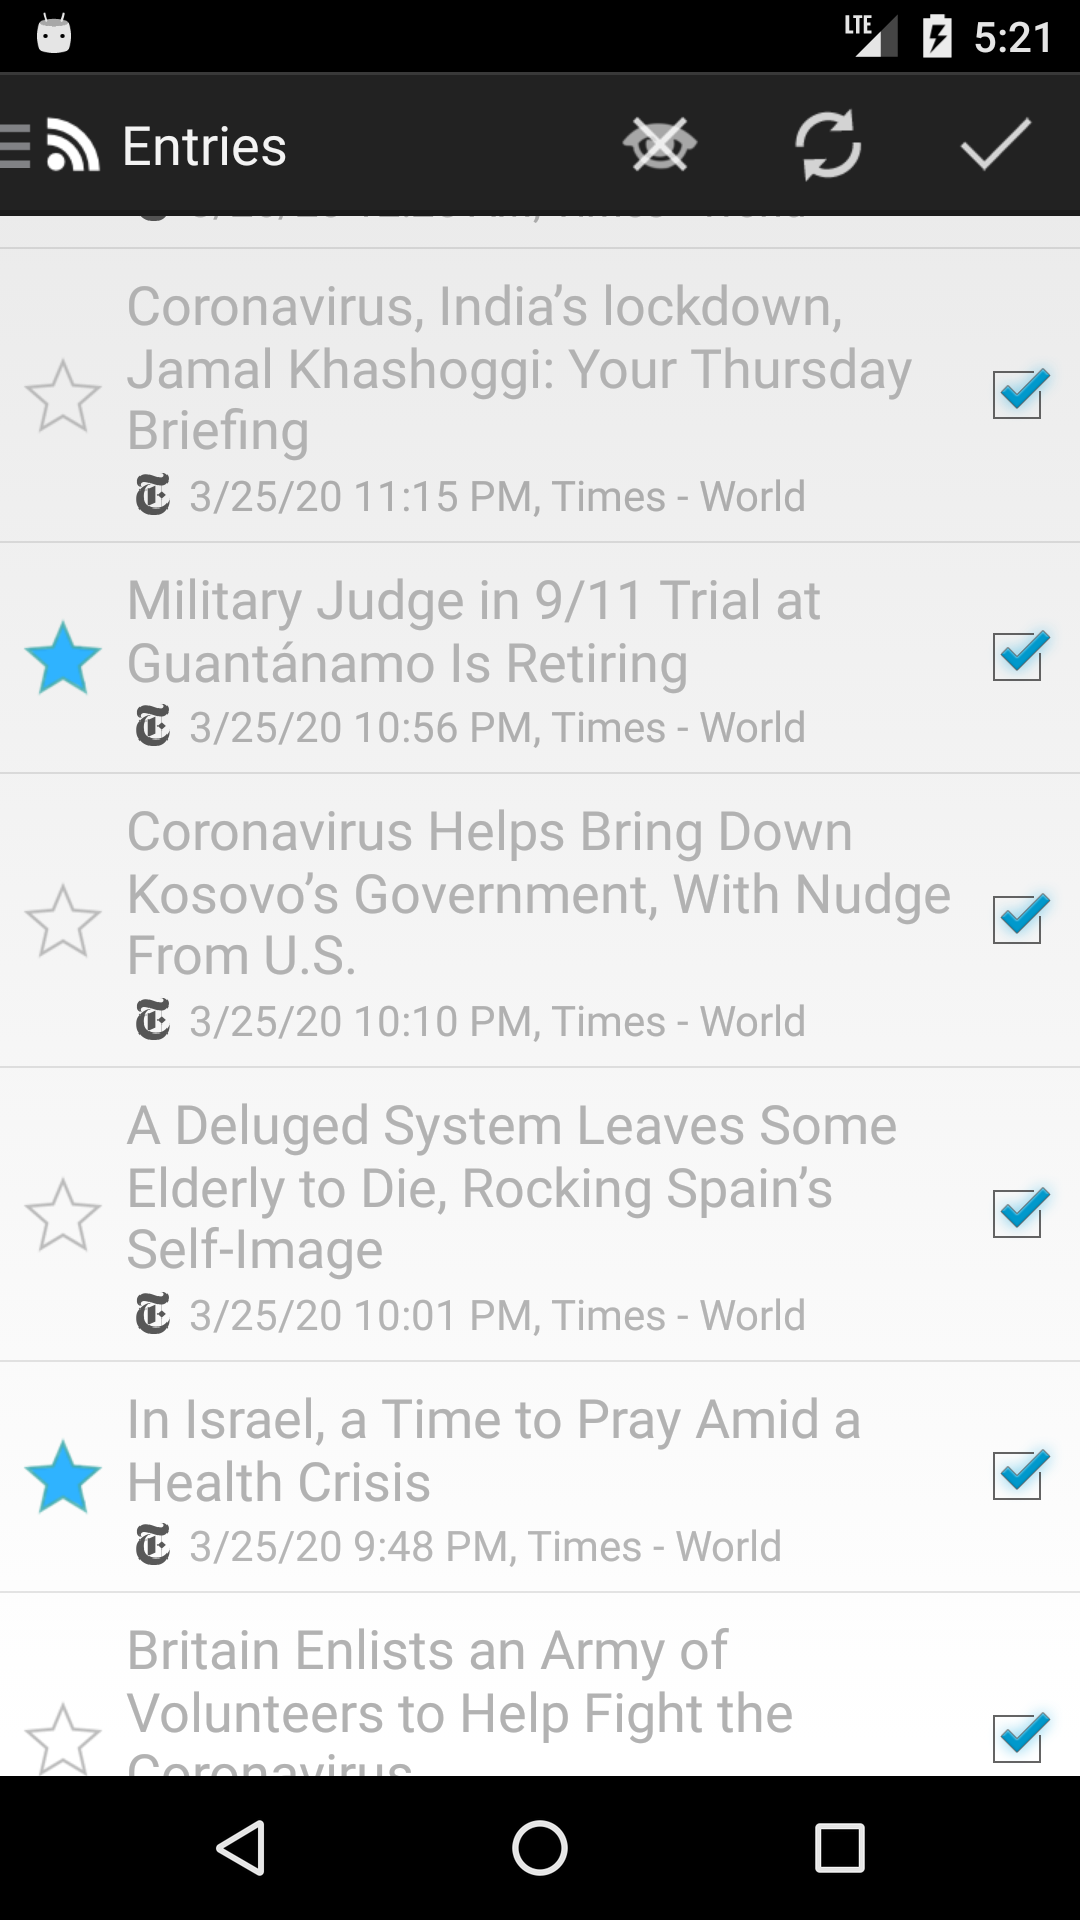 LTE 5:21
Entries
Coronavirus, India’s lockdown,
Jamal Khashoggi: Your Thursday
Briefing
3/25/20 11:15 PM, Times - World
Military Judge in 9/11 Trial at
Guantánamo Is Retiring
3/25/20 10:56 PM, Times - World
Coronavirus Helps Bring Down
Kosovo’s Government, With Nudge
From U.S.
3/25/20 10:10 PM, Times - World
A Deluged System Leaves Some
Elderly to Die, Rocking Spain’s
Self-Image
3/25/20 10:01 PM, Times - World
In Israel, a Time to Pray Amid a
Health Crisis
3/25/20 9:48 PM, Times - World
Britain Enlists an Army of
Volunteers to Help Fight the
Coronavirus